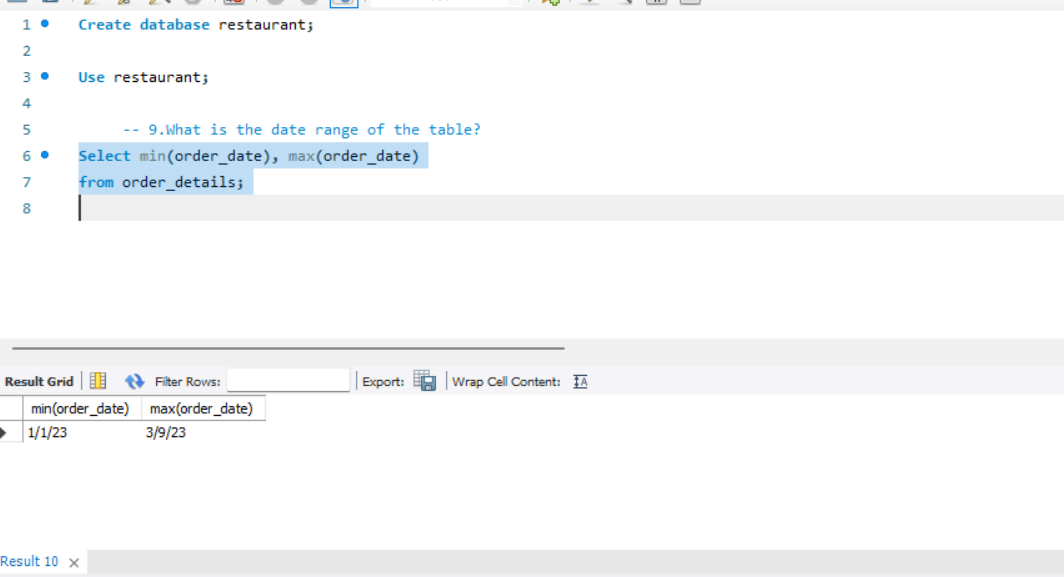 1 Create database restaurant;
2
3 Use restaurant;
4
5 -- 9.What is the date range of the table?
6 Select min(order_date), max(order_date)
7 from order_details;
8
Result Grid Filter Rows: Export: Wrap Cell Content:
min(order_date) max(order_date)
1/1/23 3/9/23
Result 10